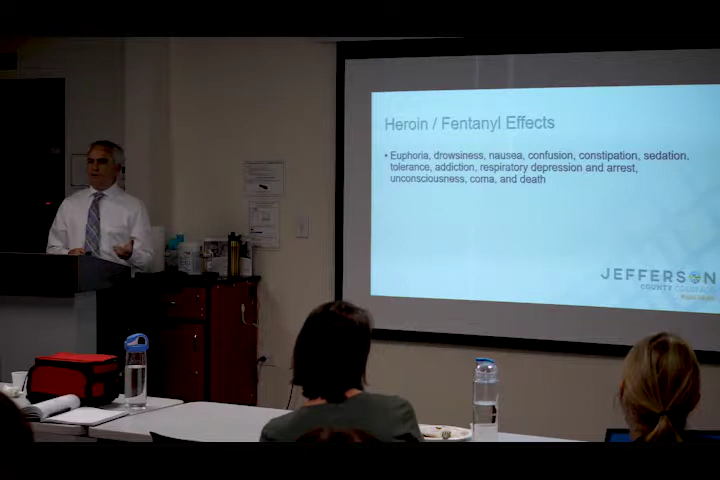 Heroin / Fentanyl Effects
• Euphoria, drowsiness, nausea, confusion, constipation, sedation,
tolerance, addiction, respiratory depression and arrest,
unconsciousness, coma, and death
JEFFERSON
COUNTY COLORADO